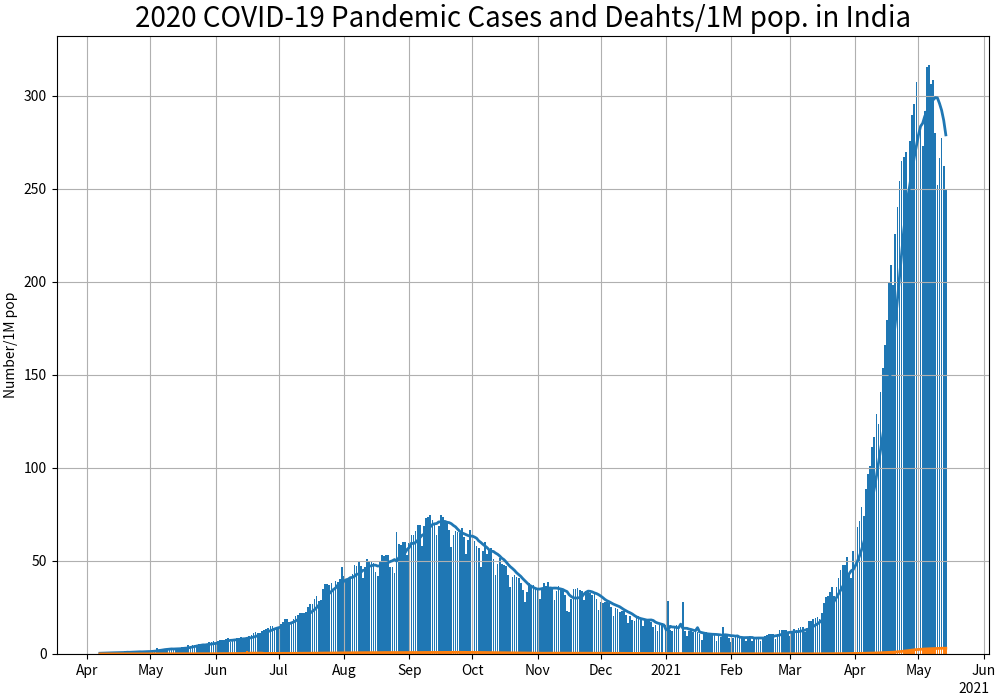 2020 COVID-19 Pandemic Cases and Deahts/1M pop. in India
Number/1M pop
300
250
200
150
100
50
0
Apr May Jun Jul Aug Sep Oct Nov Dec 2021 Feb Mar Apr May Jun
2021